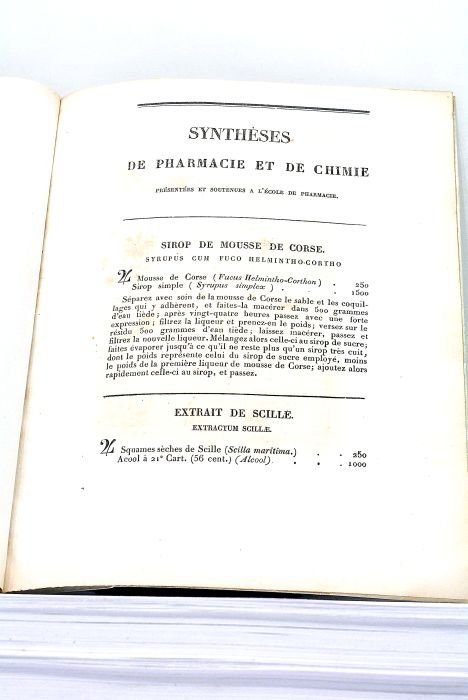 SYNTHÈSES
DE PHARMACIE ET DE CHIMIE
PRÉSENTÉES ET SOUTENUES A L'ÉCOLE DE PHARMACIE.
SIROP DE MOUSSE DE CORSE.
SYRUPUS CUM FUCO HELMINTHO-CORTHO
♃ Mousse de Corse (Fucus Helmintho-Corthon) . 250
Sirop simple (Syrupus simplex) . . . 1500
Séparez avec soin de la mousse de Corse le sable et les coquil-
lages qui y adhèrent, et faites-la macérer dans 500 grammes
d'eau tiède; après vingt-quatre heures passez avec une forte
expression; filtrez la liqueur et prenez-en le poids; versez sur le
résidu 500 grammes d'eau tiède; laissez macérer, passez et
filtrez la nouvelle liqueur. Mélangez alors celle-ci au sirop de sucre;
faites évaporer jusqu'à ce qu'il ne reste plus qu'un sirop très cuit,
dont le poids représente celui du sirop de sucre employé, moins
le poids de la première liqueur de mousse de Corse; ajoutez alors
rapidement celle-ci au sirop, et passez.
EXTRAIT DE SCILLE.
EXTRACTUM SCILLÆ.
♃ Squames sèches de Scille (Scilla maritima.) . . 250
Acool à 21° Cart. (56 cent.) (Alcool) . . . 1000